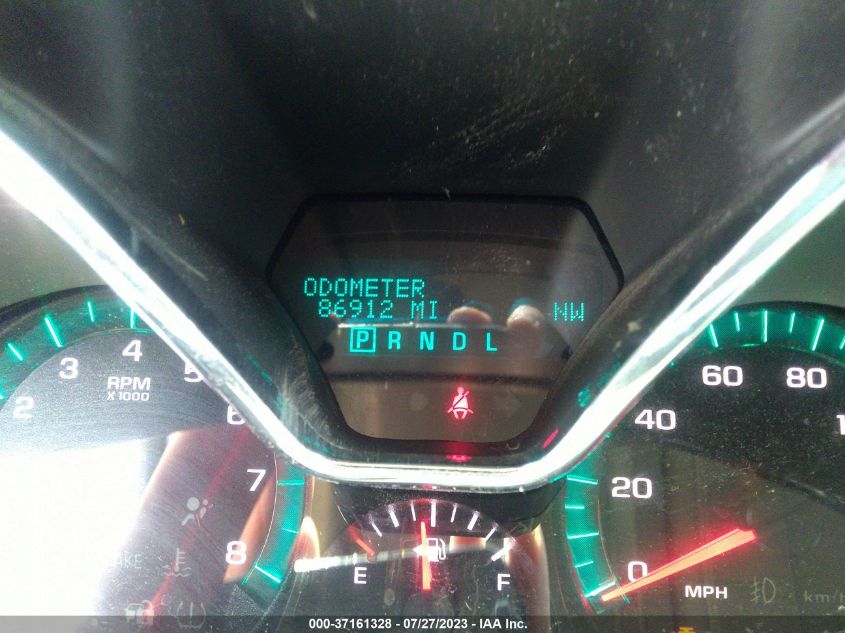 ODOMETER
86912 MI NW
P R N D L
2 3 4 5 6 7 8
RPM
X 1000
0 20 40 60 80
MPH
km/h
E F
000-37161328 - 07/27/2023 - IAA Inc.